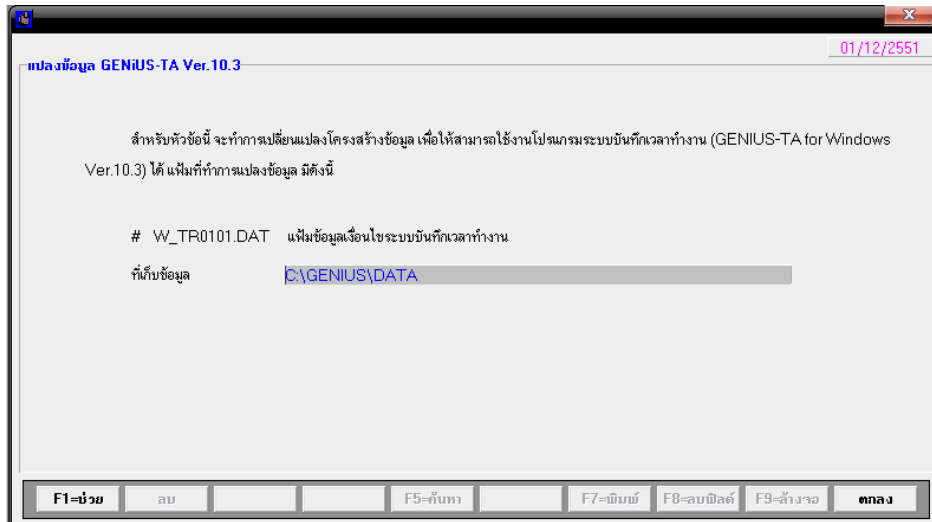 01/12/2551
แปลงข้อมูล GENiUS-TA Ver.10.3
สำหรับหัวข้อนี้ จะทำการเปลี่ยนแปลงโครงสร้างข้อมูล เพื่อให้สามารถใช้งานโปรแกรมระบบบันทึกเวลาทำงาน (GENIUS-TA for Windows
Ver.10.3) ได้ แฟ้มที่ทำการแปลงข้อมูล มีดังนี้
# W_TR0101.DAT แฟ้มข้อมูลเงื่อนไขระบบบันทึกเวลาทำงาน
ที่เก็บข้อมูล C:\GENIUS\DATA
F1=ช่วย ลบ F5=ค้นหา F7=พิมพ์ F8=ลบฟิลด์ F9=ล้างจอ ตกลง